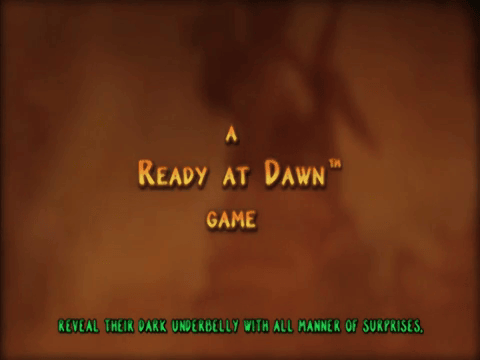 A
READY AT DAWN™
GAME
REVEAL THEIR DARK UNDERBELLY WITH ALL MANNER OF SURPRISES,